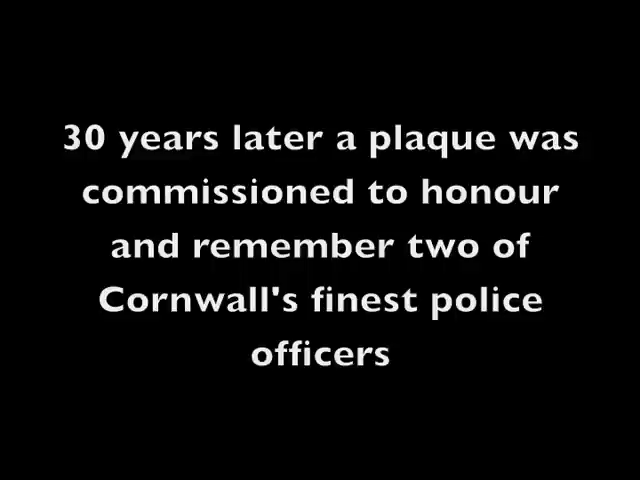 30 years later a plaque was
commissioned to honour
and remember two of
Cornwall's finest police
officers